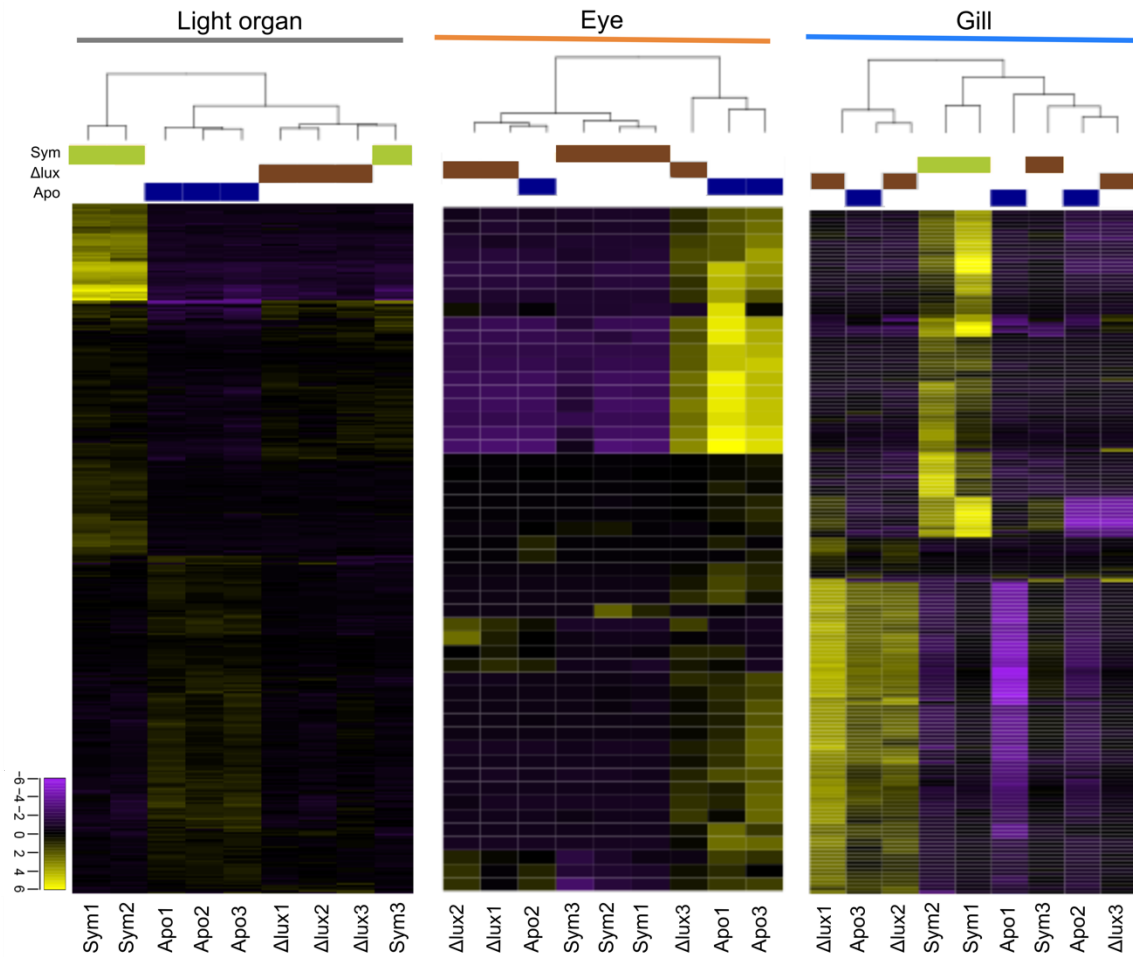 Light organ
Eye
Gill
Sym
Δlux
Apo
-6
-4
-2
0
2
4
6
Sym1 Sym2 Apo1 Apo2 Apo3 Δlux1 Δlux2 Δlux3 Sym3
Δlux2 Δlux1 Apo2 Sym3 Sym2 Sym1 Δlux3 Apo1 Apo3
Δlux1 Apo3 Δlux2 Sym2 Sym1 Apo1 Sym3 Apo2 Δlux3